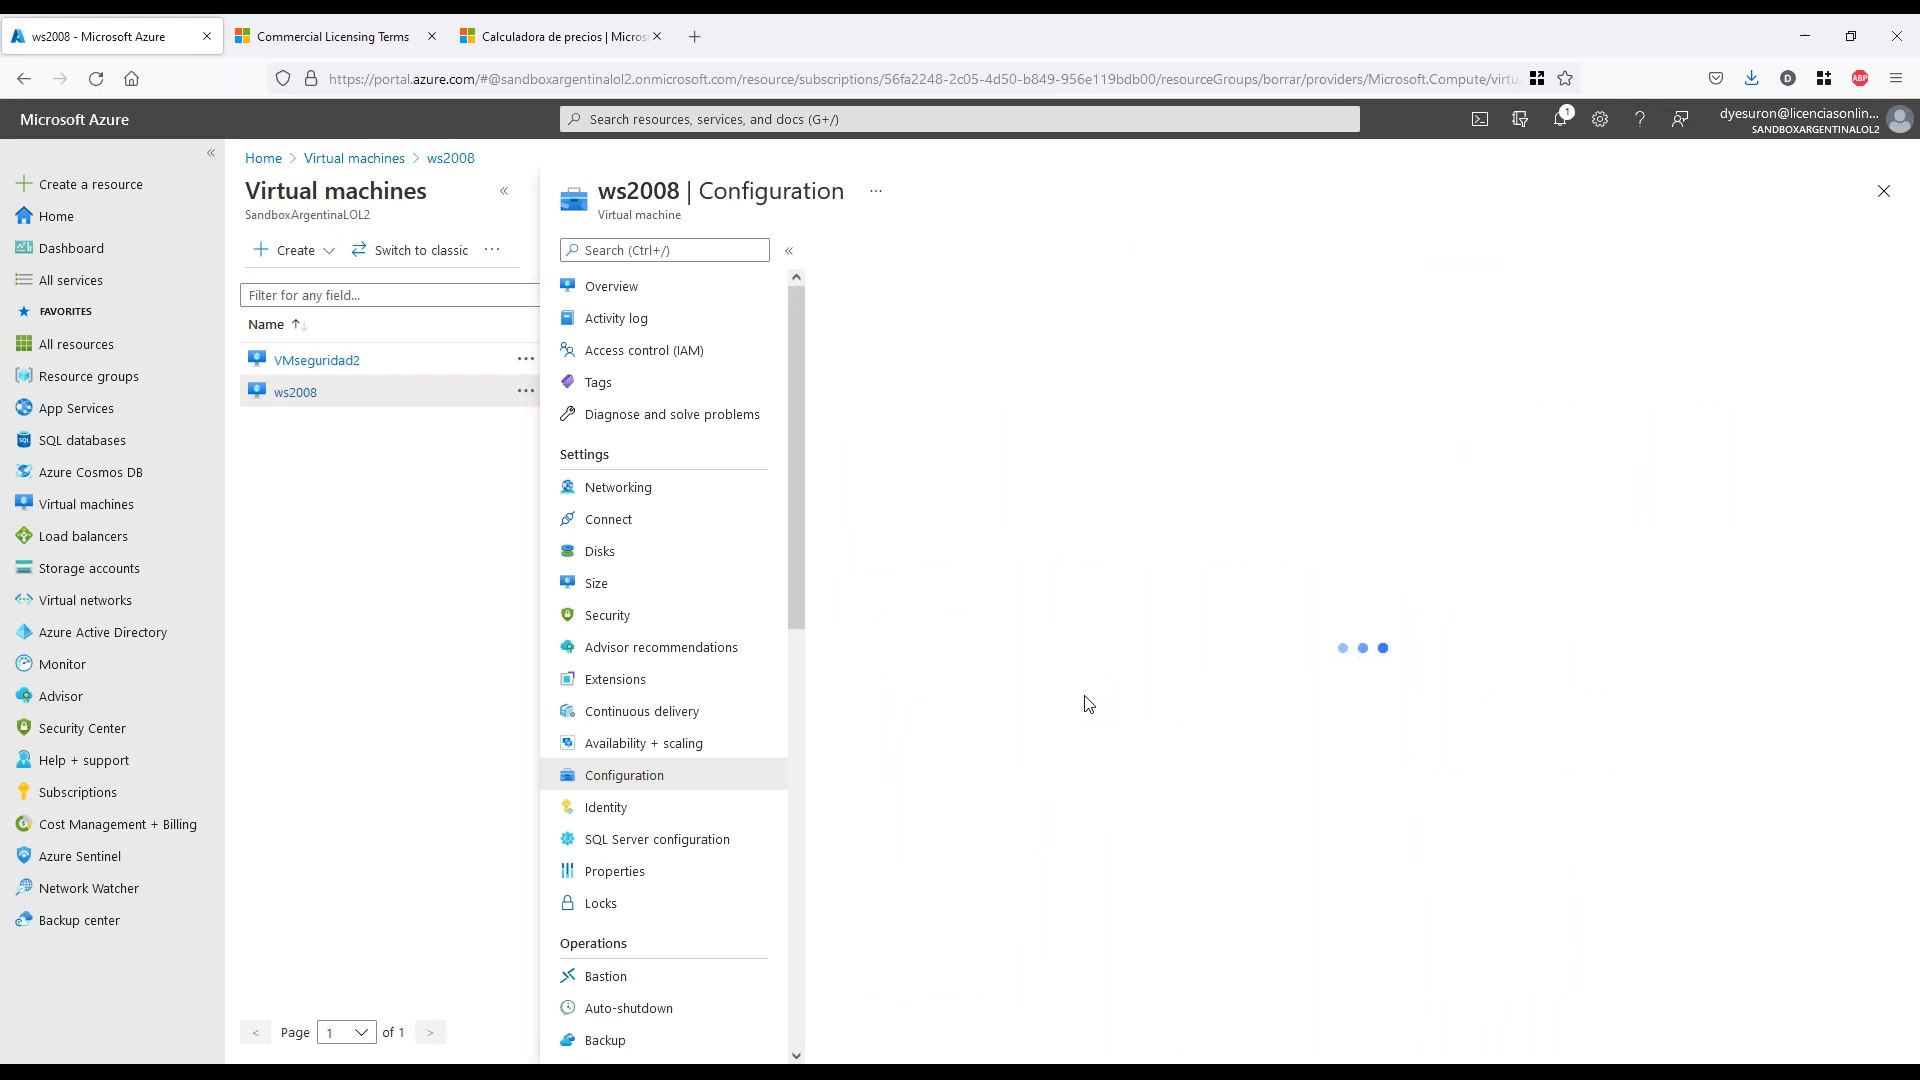 ws2008 - Microsoft Azure
Commercial Licensing Terms
Calculadora de precios | Micros
https://portal.azure.com/#@sandboxargentinalol2.onmicrosoft.com/resource/subscriptions/56fa2248-2c05-4d50-b849-956e119bdb00/resourceGroups/borrar/providers/Microsoft.Compute/virtu
D
ABP
Microsoft Azure
Search resources, services, and docs (G+/)
1
dyesuron@licenciasonlin...
SANDBOXARGENTINALOL2
Home > Virtual machines > ws2008
Create a resource
Home
Dashboard
All services
FAVORITES
All resources
Resource groups
App Services
SQL databases
Azure Cosmos DB
Virtual machines
Load balancers
Storage accounts
Virtual networks
Azure Active Directory
Monitor
Advisor
Security Center
Help + support
Subscriptions
Cost Management + Billing
Azure Sentinel
Network Watcher
Backup center
Virtual machines
SandboxArgentinaLOL2
Create
Switch to classic
Filter for any field...
Name
VMseguridad2
ws2008
< Page 1 of 1 >
ws2008 | Configuration
Virtual machine
Search (Ctrl+/)
Overview
Activity log
Access control (IAM)
Tags
Diagnose and solve problems
Settings
Networking
Connect
Disks
Size
Security
Advisor recommendations
Extensions
Continuous delivery
Availability + scaling
Configuration
Identity
SQL Server configuration
Properties
Locks
Operations
Bastion
Auto-shutdown
Backup